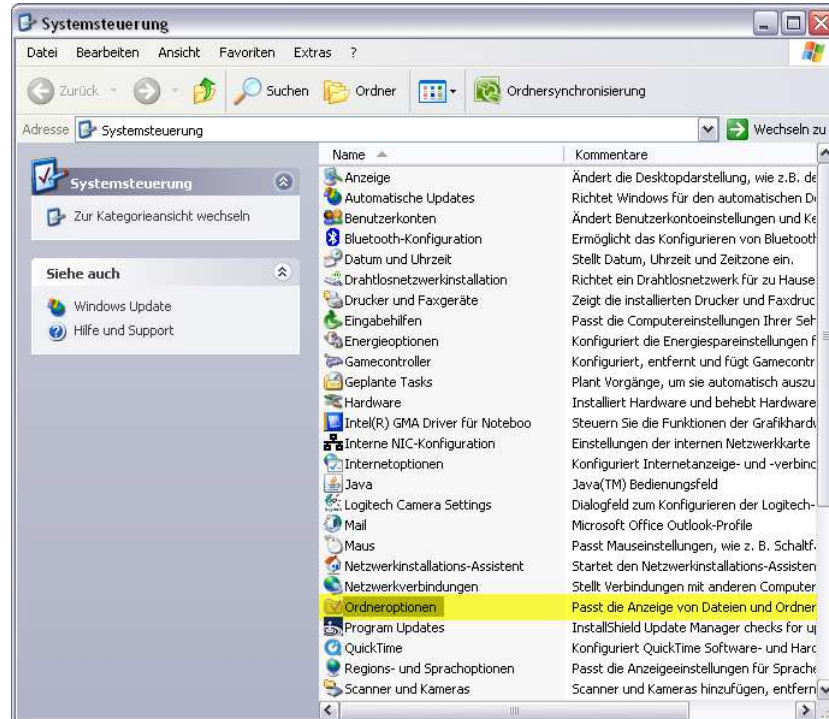 Systemsteuerung
Datei Bearbeiten Ansicht Favoriten Extras ?
Zurück Suchen Ordner Ordnersynchronisierung
Adresse Systemsteuerung Wechseln zu
Systemsteuerung
Zur Kategorieansicht wechseln
Siehe auch
Windows Update
Hilfe und Support
Name Kommentare
Anzeige Ändert die Desktopdarstellung, wie z.B. de
Automatische Updates Richtet Windows für den automatischen D
Benutzerkonten Ändert Benutzerkontoeinstellungen und Ke
Bluetooth-Konfiguration Ermöglicht das Konfigurieren von Bluetooth
Datum und Uhrzeit Stellt Datum, Uhrzeit und Zeitzone ein.
Drahtlosnetzwerkinstallation Richtet ein Drahtlosnetzwerk für zu Hause
Drucker und Faxgeräte Zeigt die installierten Drucker und Faxdruc
Eingabehilfen Passt die Computereinstellungen Ihrer Seh
Energieoptionen Konfiguriert die Energiespareinstellungen f
Gamecontroller Konfiguriert, entfernt und fügt Gamecontr
Geplante Tasks Plant Vorgänge, um sie automatisch auszu
Hardware Installiert Hardware und behebt Hardware
Intel(R) GMA Driver für Noteboo Steuern Sie die Funktionen der Grafikhardw
Interne NIC-Konfiguration Einstellungen der internen Netzwerkkarte
Internetoptionen Konfiguriert Internetanzeige- und -verbinc
Java Java(TM) Bedienungsfeld
Logitech Camera Settings Dialogfeld zum Konfigurieren der Logitech-
Mail Microsoft Office Outlook-Profile
Maus Passt Mauseinstellungen, wie z. B. Schaltf
Netzwerkinstallations-Assistent Startet den Netzwerkinstallations-Assisten
Netzwerkverbindungen Stellt Verbindungen mit anderen Computer
Ordneroptionen Passt die Anzeige von Dateien und Ordner
Program Updates InstallShield Update Manager checks for up
QuickTime Konfiguriert QuickTime Software- und Hard
Regions- und Sprachoptionen Passt die Anzeigeeinstellungen für Sprache
Scanner und Kameras Scanner und Kameras hinzufügen, entfern